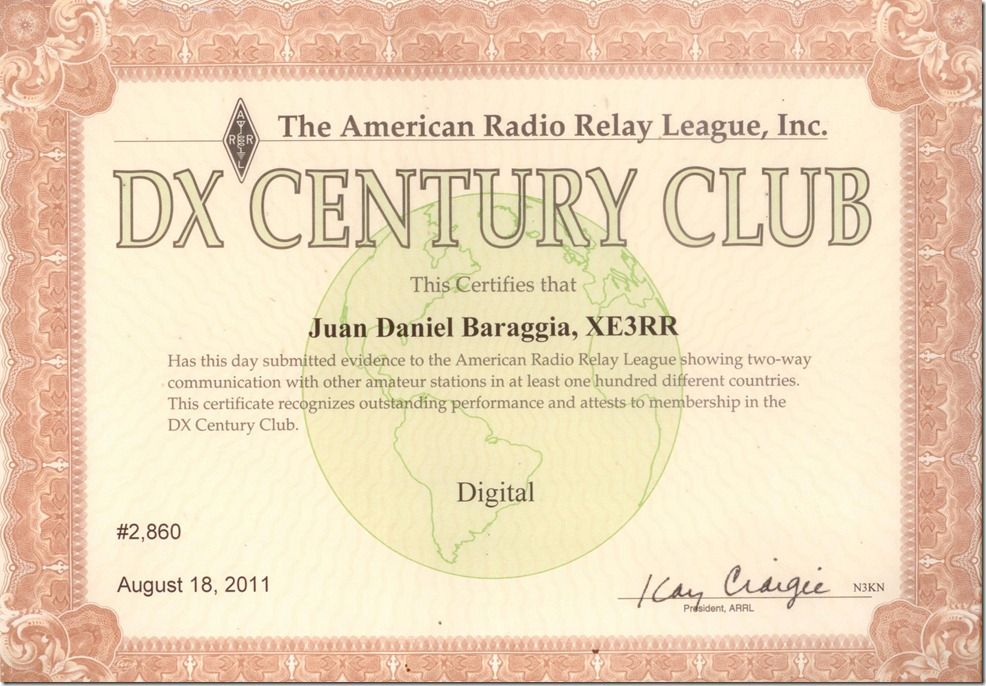 The American Radio Relay League, Inc.
A
R R
R
L
DX CENTURY CLUB
This Certifies that
Juan Daniel Baraggia, XE3RR
Has this day submitted evidence to the American Radio Relay League showing two-way
communication with other amateur stations in at least one hundred different countries.
This certificate recognizes outstanding performance and attests to membership in the
DX Century Club.
Digital
#2,860
August 18, 2011
Kay Craigie N3KN
President, ARRL